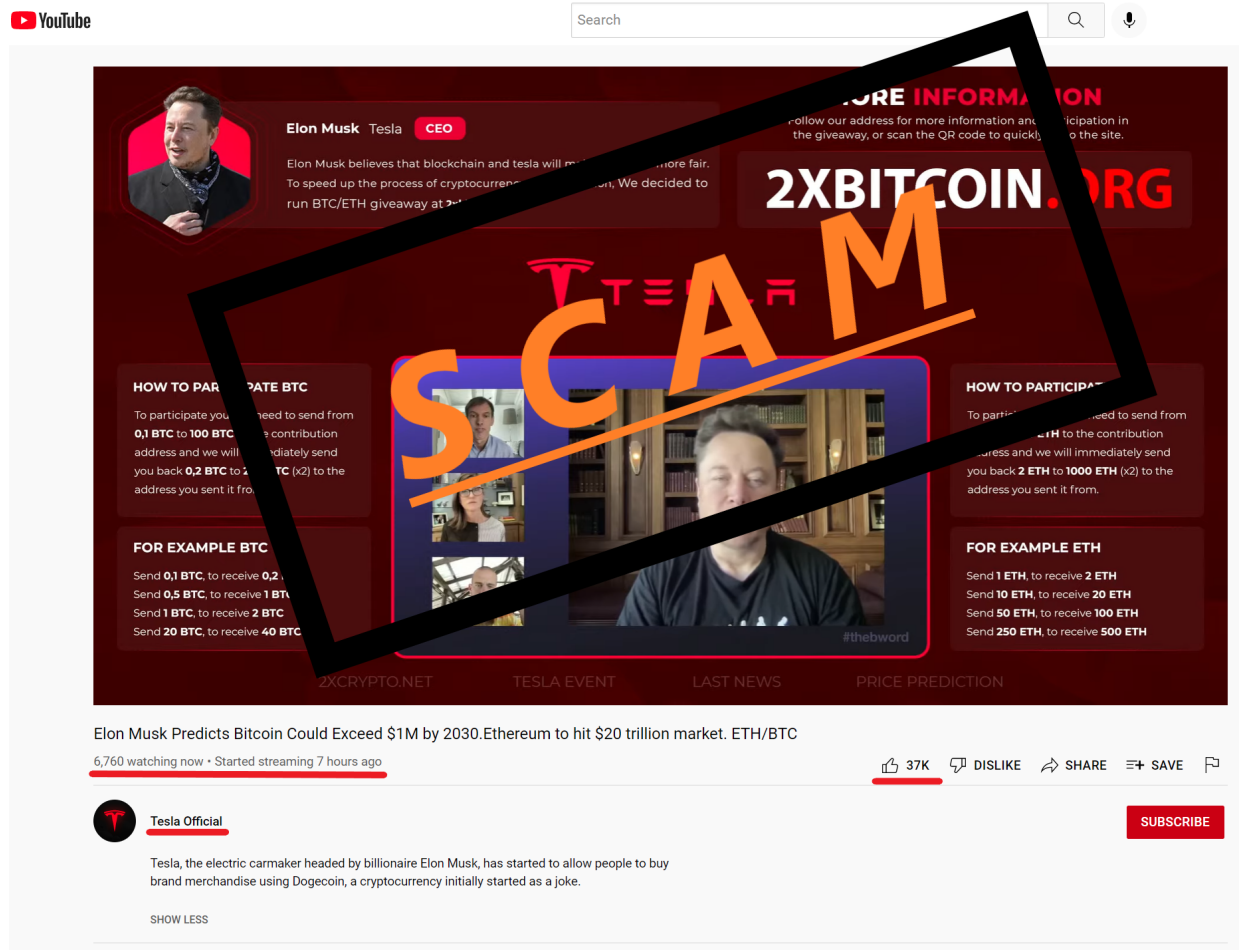 YouTube
Search
Elon Musk Tesla CEO
Elon Musk believes that blockchain and tesla will more fair.
To speed up the process of We decided to
run BTC/ETH giveaway at
INFORMATION
Follow our address for more information and participation in
the giveaway, or scan the QR code to quickly to the site.
2XBITCOIN.ORG
TESLA
SCAM
HOW TO PARTICIPATE BTC
To participate you need to send from
0,1 BTC to 100 BTC contribution
address and we will immediately send
you back 0,2 BTC to BTC (x2) to the
address you sent it from.
FOR EXAMPLE BTC
Send 0,1 BTC, to receive 0,2
Send 0,5 BTC, to receive 1 BTC
Send 1 BTC, to receive 2 BTC
Send 20 BTC, to receive 40 BTC
#thebword
HOW TO PARTICIPATE
To need to send from
ETH to the contribution
address and we will immediately send
you back 2 ETH to 1000 ETH (x2) to the
address you sent it from.
FOR EXAMPLE ETH
Send 1 ETH, to receive 2 ETH
Send 10 ETH, to receive 20 ETH
Send 50 ETH, to receive 100 ETH
Send 250 ETH, to receive 500 ETH
2XCRYPTO.NET TESLA EVENT LAST NEWS PRICE PREDICTION
Elon Musk Predicts Bitcoin Could Exceed $1M by 2030.Ethereum to hit $20 trillion market. ETH/BTC
6,760 watching now • Started streaming 7 hours ago
37K DISLIKE SHARE SAVE
Tesla Official
SUBSCRIBE
Tesla, the electric carmaker headed by billionaire Elon Musk, has started to allow people to buy
brand merchandise using Dogecoin, a cryptocurrency initially started as a joke.
SHOW LESS